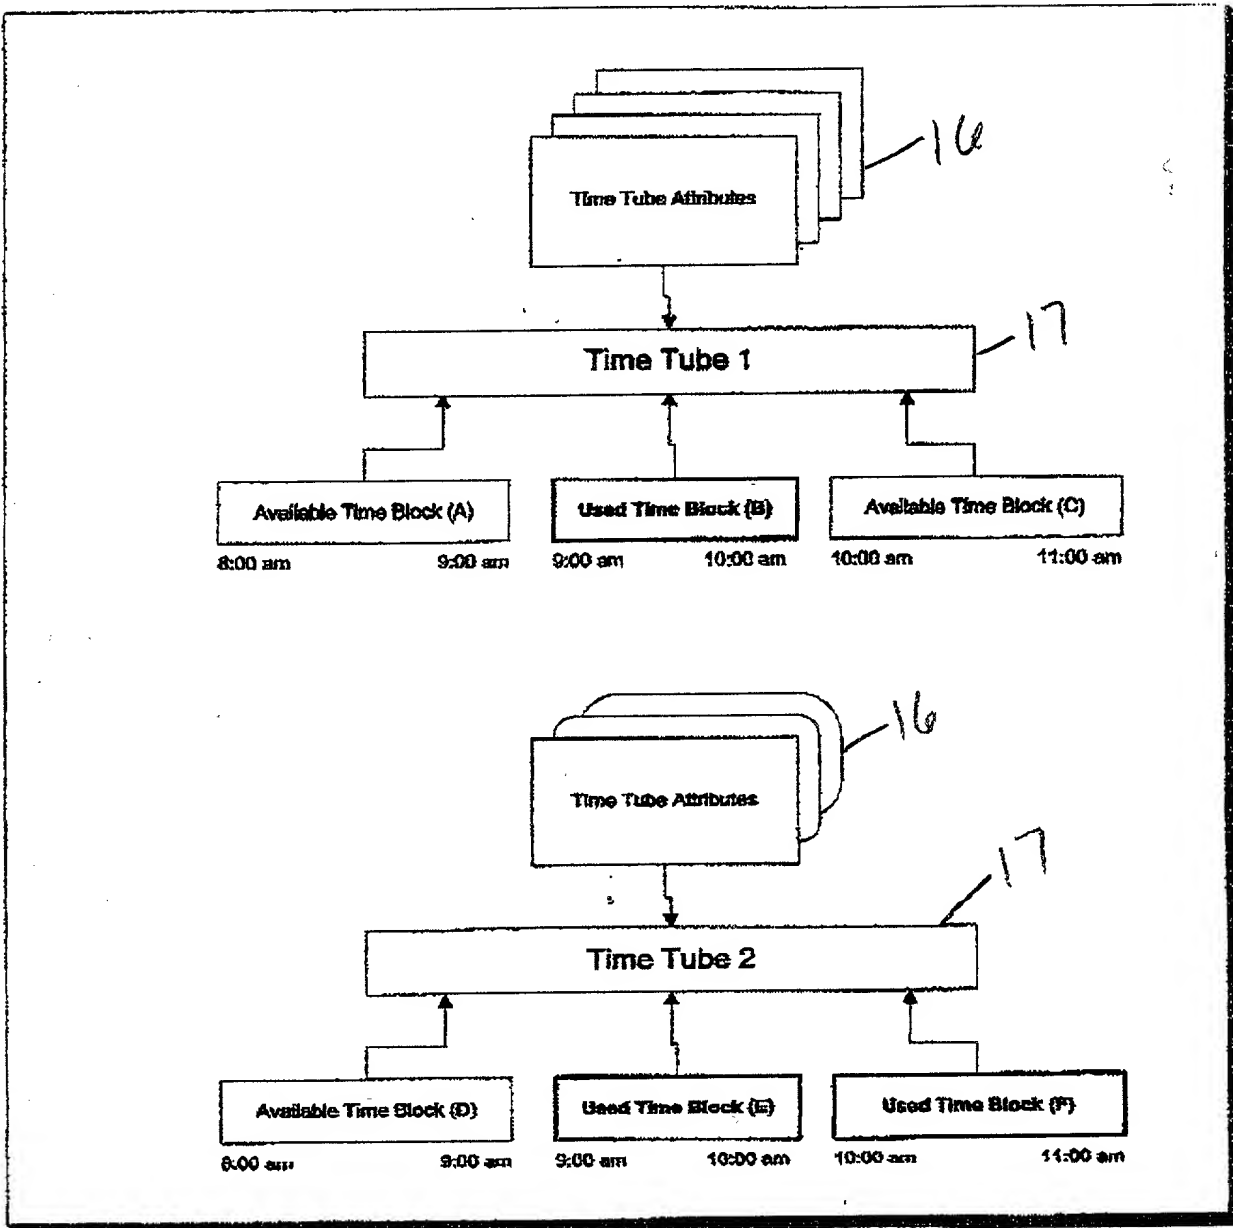 16
Time Tube Attributes
17
Time Tube 1
Available Time Block (A)
Used Time Block (B)
Available Time Block (C)
8:00 am 9:00 am 9:00 am 10:00 am 10:00 am 11:00 am
16
Time Tube Attributes
17
Time Tube 2
Available Time Block (D)
Used Time Block (E)
Used Time Block (F)
8:00 am 9:00 am 9:00 am 10:00 am 10:00 am 11:00 am